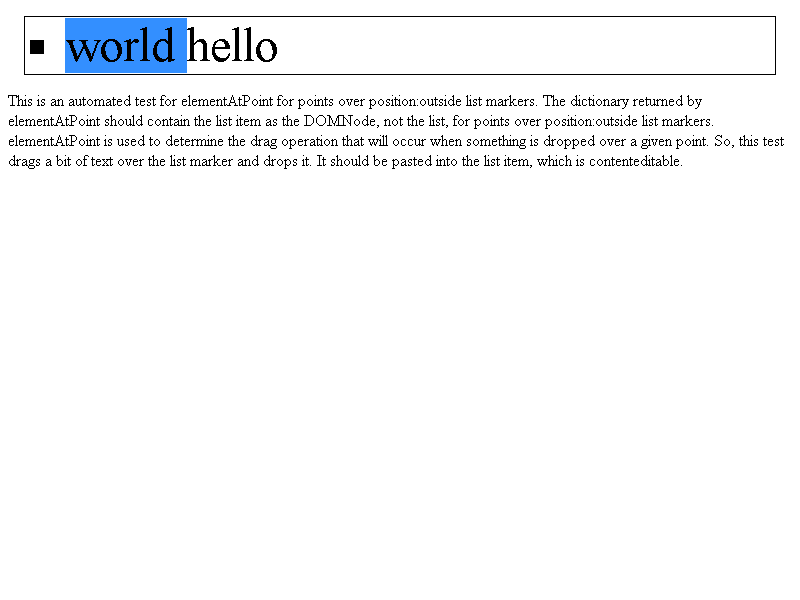 ▪ world hello
This is an automated test for elementAtPoint for points over position:outside list markers. The dictionary returned by
elementAtPoint should contain the list item as the DOMNode, not the list, for points over position:outside list markers.
elementAtPoint is used to determine the drag operation that will occur when something is dropped over a given point. So, this test
drags a bit of text over the list marker and drops it. It should be pasted into the list item, which is contenteditable.